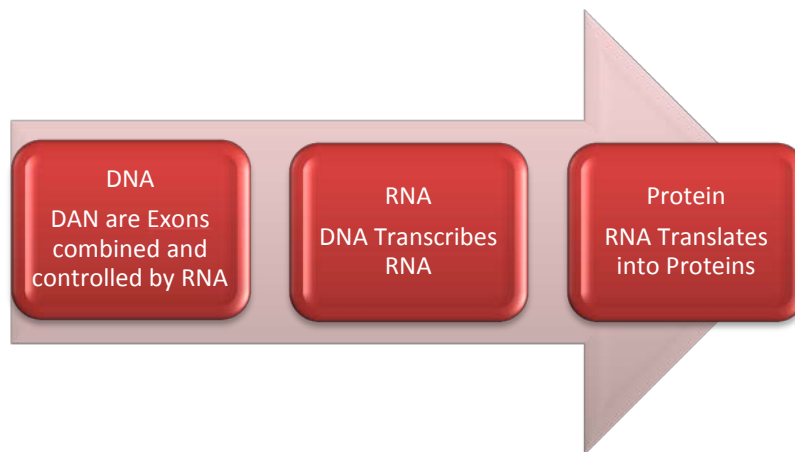 DNA
DAN are Exons
combined and
controlled by RNA
RNA
DNA Transcribes
RNA
Protein
RNA Translates
into Proteins